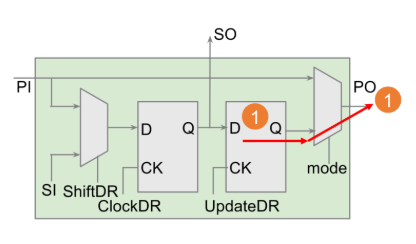 SO
PI
PO
1
1
D
Q
D
Q
CK
CK
mode
SI
ShiftDR
ClockDR
UpdateDR